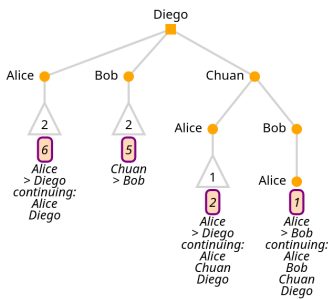 Diego
Alice
Bob
Chuan
2
2
6
5
Alice
> Diego
continuing:
Alice
Diego
Chuan
> Bob
Alice
Bob
1
2
Alice
> Diego
continuing:
Alice
Chuan
Diego
Alice
1
Alice
> Bob
continuing:
Alice
Bob
Chuan
Diego